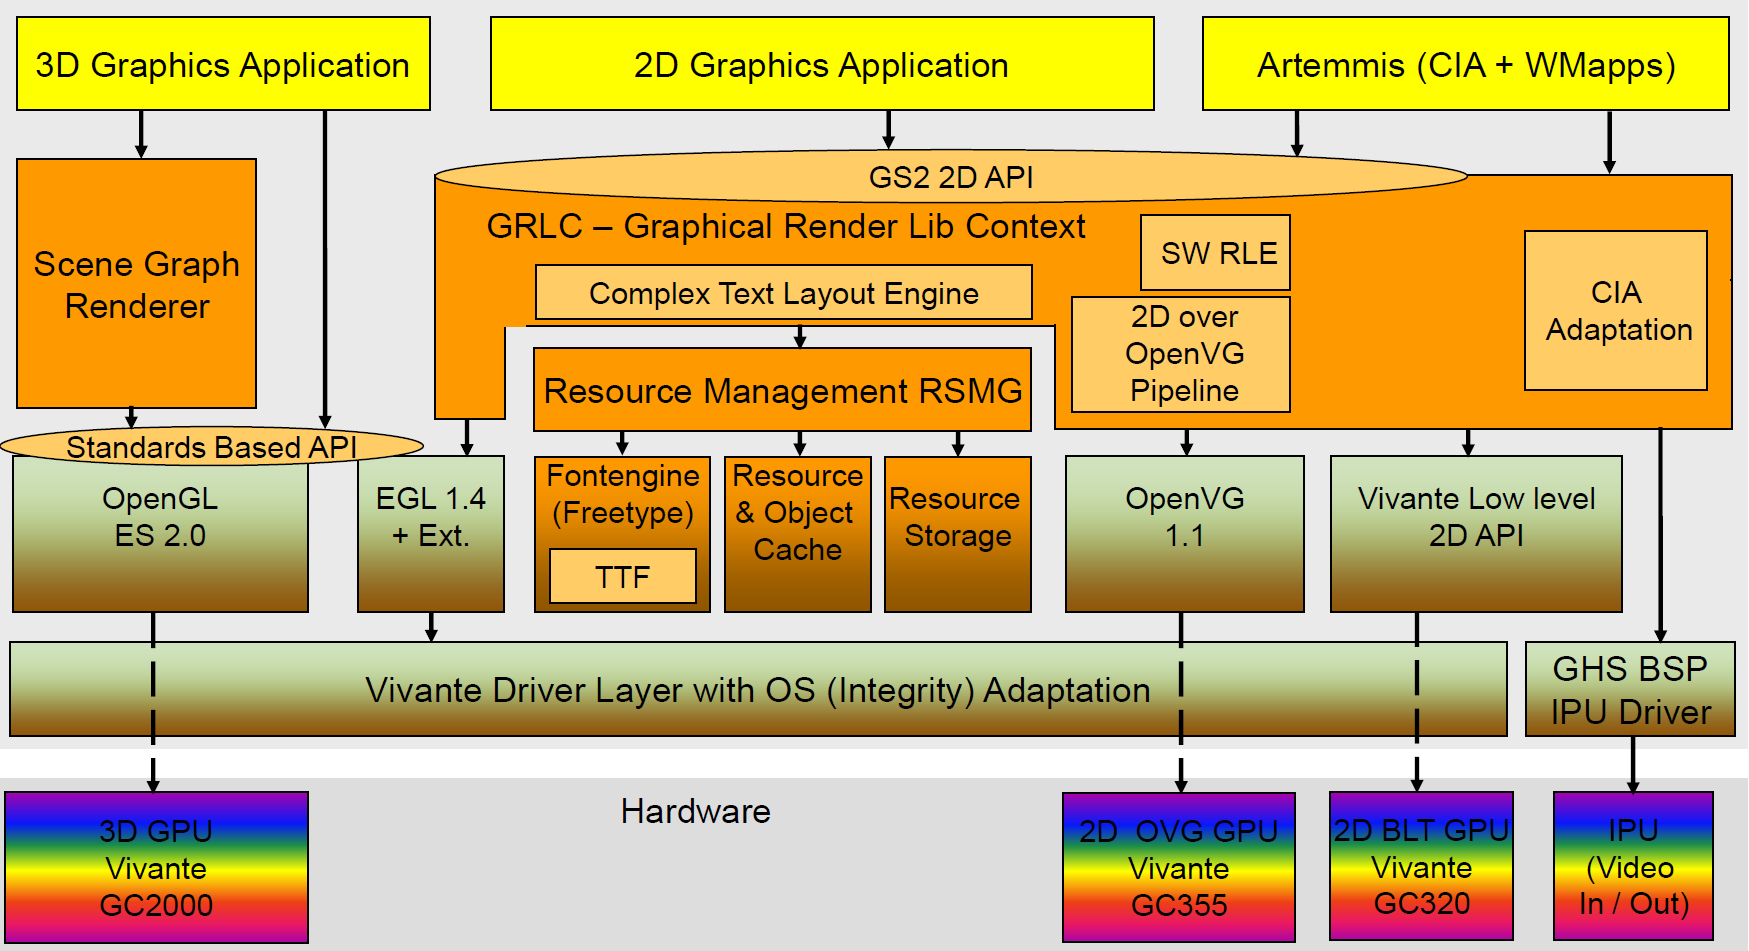 3D Graphics Application
2D Graphics Application
Artemmis (CIA + WMapps)
GS2 2D API
GRLC – Graphical Render Lib Context
Scene Graph
Renderer
Complex Text Layout Engine
SW RLE
2D over
OpenVG
Pipeline
CIA
Adaptation
Resource Management RSMG
Standards Based API
OpenGL
ES 2.0
EGL 1.4
+ Ext.
Fontengine
(Freetype)
TTF
Resource
& Object
Cache
Resource
Storage
OpenVG
1.1
Vivante Low level
2D API
Vivante Driver Layer with OS (Integrity) Adaptation
GHS BSP
IPU Driver
Hardware
3D GPU
Vivante
GC2000
2D OVG GPU
Vivante
GC355
2D BLT GPU
Vivante
GC320
IPU
(Video
In / Out)